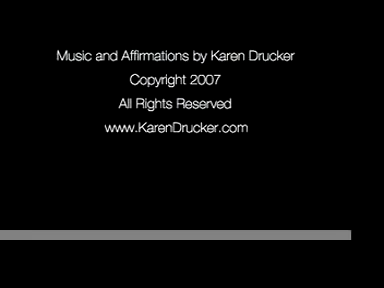 Music and Affirmations by Karen Drucker
Copyright 2007
All Rights Reserved
www.KarenDrucker.com